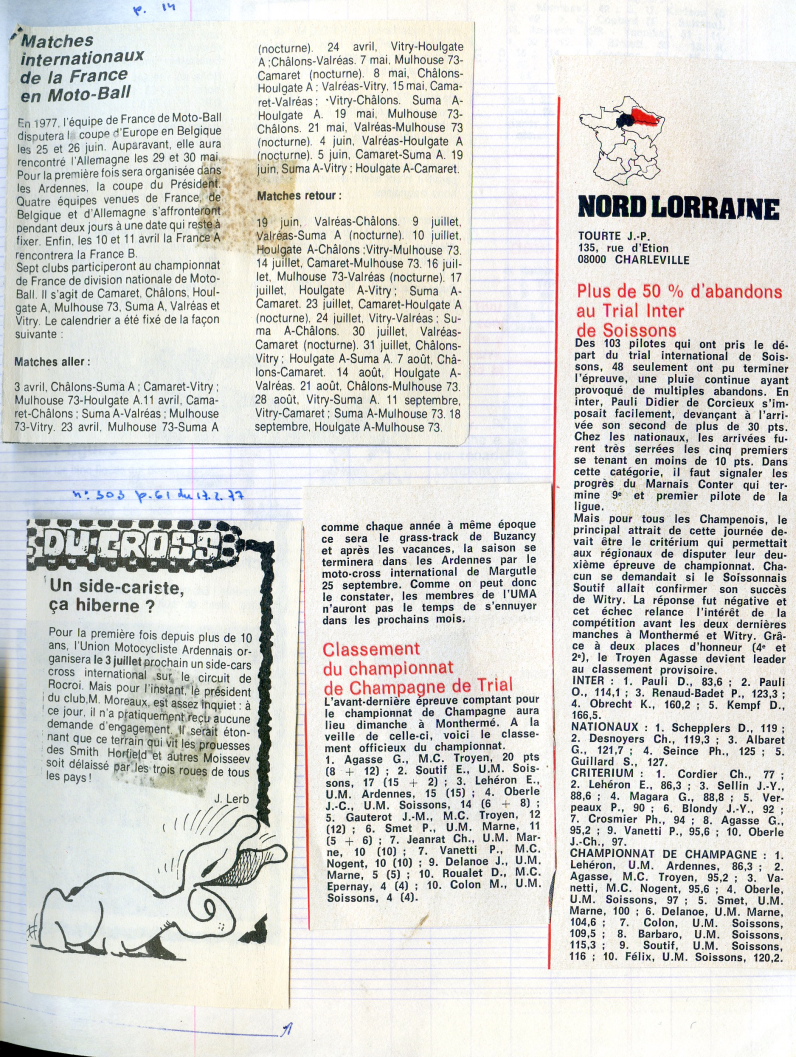 p. 14
Matches
internationaux
de la France
en Moto-Ball
En 1977, l'équipe de France de Moto-Ball
disputera la coupe d'Europe en Belgique
les 25 et 26 juin. Auparavant, elle aura
rencontré l'Allemagne les 29 et 30 mai.
Pour la première fois sera organisée dans
les Ardennes, la coupe du Président.
Quatre équipes venues de France, de
Belgique et d'Allemagne s'affronteront
pendant deux jours à une date qui reste à
fixer. Enfin, les 10 et 11 avril la France A
rencontrera la France B.
Sept clubs participeront au championnat
de France de division nationale de Moto-
Ball. Il s'agit de Camaret, Châlons, Houl-
gate A, Mulhouse 73, Suma A, Valréas et
Vitry. Le calendrier a été fixé de la façon
suivante :
Matches aller :
3 avril, Châlons-Suma A ; Camaret-Vitry ;
Mulhouse 73-Houlgate A.11 avril, Cama-
ret-Châlons ; Suma A-Valréas ; Mulhouse
73-Vitry. 23 avril, Mulhouse 73-Suma A
(nocturne). 24 avril, Vitry-Houlgate
A ;Châlons-Valréas. 7 mai, Mulhouse 73-
Camaret (nocturne). 8 mai, Châlons-
Houlgate A ; Valréas-Vitry, 15 mai, Cama-
ret-Valréas ; Vitry-Châlons. Suma A-
Houlgate A. 19 mai, Mulhouse 73-
Châlons. 21 mai, Valréas-Mulhouse 73
(nocturne). 4 juin, Valréas-Houlgate A
(nocturne). 5 juin, Camaret-Suma A. 19
juin, Suma A-Vitry ; Houlgate A-Camaret.
Matches retour :
19 juin, Valréas-Châlons. 9 juillet,
Valréas-Suma A (nocturne). 10 juillet,
Houlgate A-Châlons ;Vitry-Mulhouse 73.
14 juillet, Camaret-Mulhouse 73. 16 juil-
let, Mulhouse 73-Valréas (nocturne). 17
juillet, Houlgate A-Vitry ; Suma A-
Camaret. 23 juillet, Camaret-Houlgate A
(nocturne), 24 juillet, Vitry-Valréas ; Su-
ma A-Châlons. 30 juillet, Valréas-
Camaret (nocturne). 31 juillet, Châlons-
Vitry ; Houlgate A-Suma A. 7 août, Châ-
lons-Camaret. 14 août, Houlgate A-
Valréas. 21 août, Châlons-Mulhouse 73.
28 août, Vitry-Suma A. 11 septembre,
Vitry-Camaret ; Suma A-Mulhouse 73. 18
septembre, Houlgate A-Mulhouse 73.
n° 303 p.61 du 17.2.77
DU CROSS
Un side-cariste,
ça hiberne ?
Pour la première fois depuis plus de 10
ans, l'Union Motocycliste Ardennais or-
ganisera le 3 juillet prochain un side-cars
cross international sur le circuit de
Rocroi. Mais pour l'instant, le président
du club,M. Moreaux, est assez inquiet : à
ce jour, il n'a pratiquement reçu aucune
demande d'engagement. Il serait éton-
nant que ce terrain qui vit les prouesses
des Smith Horfield et autres Moisseev
soit délaissé par les trois roues de tous
les pays !
J. Lerb
comme chaque année à même époque
ce sera le grass-track de Buzancy
et après les vacances, la saison se
terminera dans les Ardennes par le
moto-cross international de Margutle
25 septembre. Comme on peut donc
le constater, les membres de l'UMA
n'auront pas le temps de s'ennuyer
dans les prochains mois.
Classement
du championnat
de Champagne de Trial
L'avant-dernière épreuve comptant pour
le championnat de Champagne aura
lieu dimanche à Monthermé. A la
veille de celle-ci, voici le classe-
ment officieux du championnat.
1. Agasse G., M.C. Troyen, 20 pts
(8 + 12) ; 2. Soutif E., U.M. Sois-
sons, 17 (15 + 2) ; 3. Lehéron E.,
U.M. Ardennes, 15 (15) ; 4. Oberle
J.-C., U.M. Soissons, 14 (6 + 8) ;
5. Gauterot J.-M., M.C. Troyen, 12
(12) ; 6. Smet P., U.M. Marne, 11
(5 + 6) ; 7. Jeanrat Ch., U.M. Mar-
ne, 10 (10) ; 7. Vanetti P., M.C.
Nogent, 10 (10) ; 9. Delanoe J., U.M.
Marne, 5 (5) ; 10. Roualet D., M.C.
Epernay, 4 (4) ; 10. Colon M., U.M.
Soissons, 4 (4).
NORD LORRAINE
TOURTE J.-P.
135, rue d'Etion
08000 CHARLEVILLE
Plus de 50 % d'abandons
au Trial Inter
de Soissons
Des 103 pilotes qui ont pris le dé-
part du trial international de Sois-
sons, 48 seulement ont pu terminer
l'épreuve, une pluie continue ayant
provoqué de multiples abandons. En
inter, Pauli Didier de Corcieux s'im-
posait facilement, devançant à l'arri-
vée son second de plus de 30 pts.
Chez les nationaux, les arrivées fu-
rent très serrées les cinq premiers
se tenant en moins de 10 pts. Dans
cette catégorie, il faut signaler les
progrès du Marnais Conter qui ter-
mine 9e et premier pilote de la
ligue.
Mais pour tous les Champenois, le
principal attrait de cette journée de-
vait être le critérium qui permettait
aux régionaux de disputer leur deu-
xième épreuve de championnat. Cha-
cun se demandait si le Soissonnais
Soutif allait confirmer son succès
de Witry. La réponse fut négative et
cet échec relance l'intérêt de la
compétition avant les deux dernières
manches à Monthermé et Witry. Grâ-
ce à deux places d'honneur (4e et
2e), le Troyen Agasse devient leader
au classement provisoire.
INTER : 1. Pauli D., 83,6 ; 2. Pauli
O., 114,1 ; 3. Renaud-Badet P., 123,3 ;
4. Obrecht K., 160,2 ; 5. Kempf D.,
166,5.
NATIONAUX : 1. Schepplers D., 119 ;
2. Desnoyers Ch., 119,3 ; 3. Albaret
G., 121,7 ; 4. Seince Ph., 125 ; 5.
Guillard S., 127.
CRITERIUM : 1. Cordier Ch., 77 ;
2. Lehéron E., 86,3 ; 3. Sellin J.-Y.,
88,6 ; 4. Magara G., 88,8 ; 5. Ver-
peaux P., 90 ; 6. Blondy J.-Y., 92 ;
7. Crosmier Ph., 94 ; 8. Agasse G.,
95,2 ; 9. Vanetti P., 95,6 ; 10. Oberle
J.-Ch., 97.
CHAMPIONNAT DE CHAMPAGNE : 1.
Lehéron, U.M. Ardennes, 86,3 ; 2.
Agasse, M.C. Troyen, 95,2 ; 3. Va-
netti, M.C. Nogent, 95,6 ; 4. Oberle,
U.M. Soissons, 97 ; 5. Smet, U.M.
Marne, 100 ; 6. Delanoe, U.M. Marne,
104,6 ; 7. Colon, U.M. Soissons,
109,5 ; 8. Barbaro, U.M. Soissons,
115,3 ; 9. Soutif, U.M. Soissons,
116 ; 10. Félix, U.M. Soissons, 120,2.